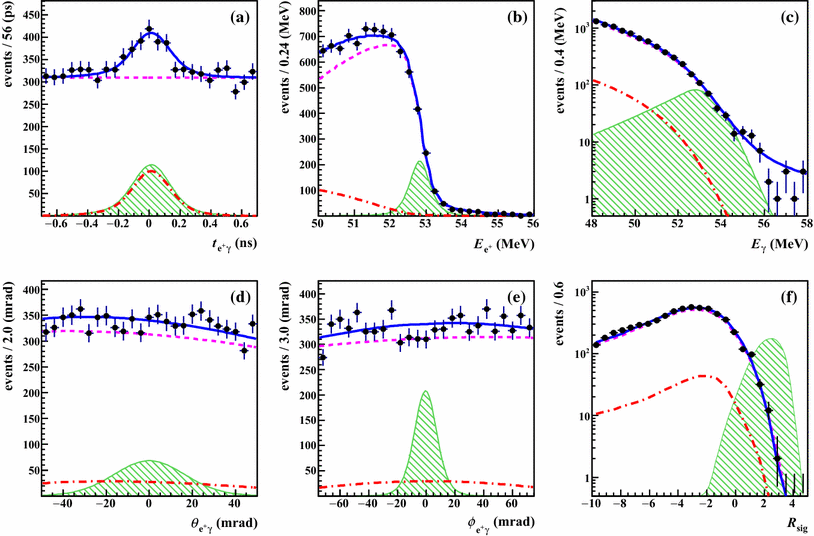 (a)
events / 56 (ps)
450
400
350
300
250
200
150
100
50
−0.6 −0.4 −0.2 0 0.2 0.4 0.6
t e⁺γ (ns)
(b)
events / 0.24 (MeV)
800
700
600
500
400
300
200
100
50 51 52 53 54 55 56
E e⁺ (MeV)
(c)
events / 0.4 (MeV)
10³
10²
10
1
48 50 52 54 56 58
E γ (MeV)
(d)
events / 2.0 (mrad)
400
350
300
250
200
150
100
50
−40 −20 0 20 40
θ e⁺γ (mrad)
(e)
events / 3.0 (mrad)
400
350
300
250
200
150
100
50
−60 −40 −20 0 20 40 60
ϕ e⁺γ (mrad)
(f)
events / 0.6
10³
10²
10
1
−10 −8 −6 −4 −2 0 2 4
R sig